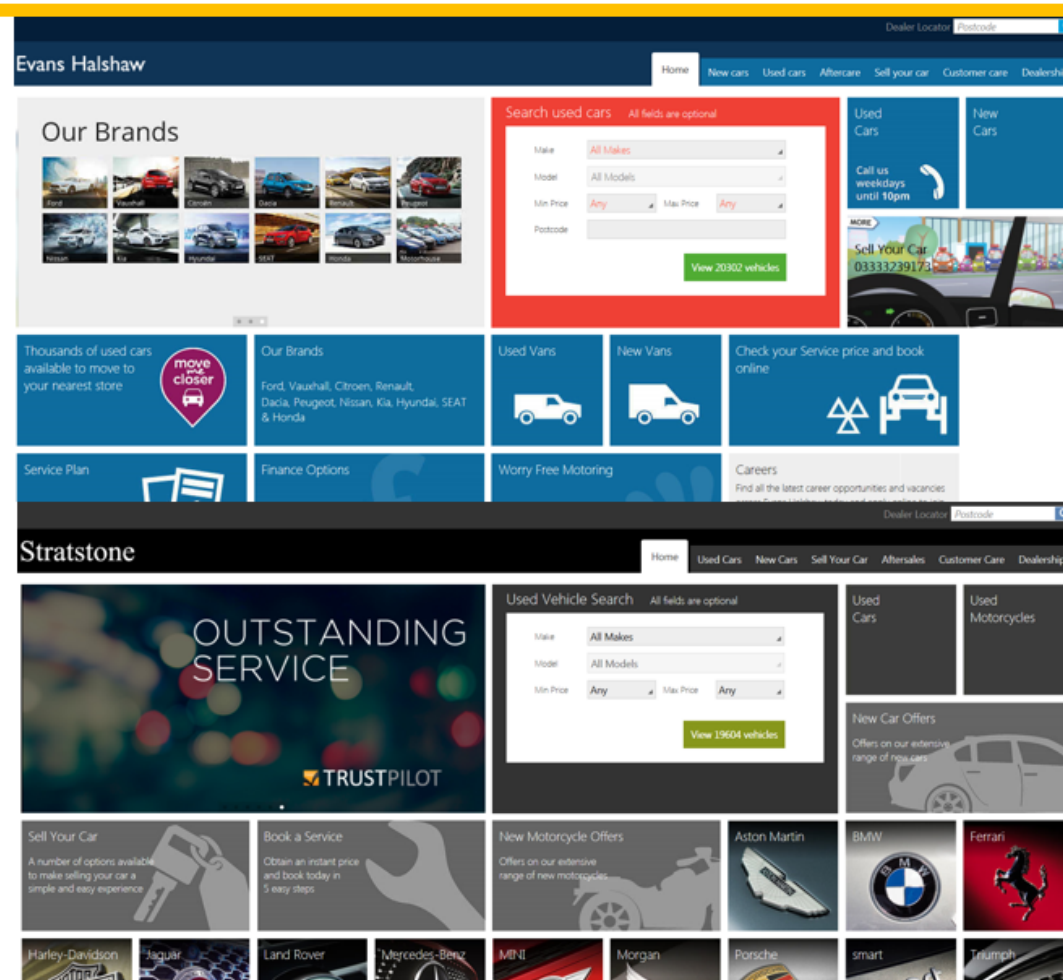 Dealer Locator Postcode
Evans Halshaw
Home New cars Used cars Aftercare Sell your car Customer care Dealership
Our Brands
Ford Vauxhall Citroën Dacia Renault Peugeot
Nissan Kia Hyundai SEAT Honda Motorhouse
Search used cars All fields are optional
Make All Makes
Model All Models
Min Price Any Max Price Any
Postcode
View 20302 vehicles
Used
Cars
Call us
weekdays
until 10pm
New
Cars
MORE
Sell Your Car
03333239173
Thousands of used cars
available to move to
your nearest store
move
me
closer
Our Brands
Ford, Vauxhall, Citroen, Renault,
Dacia, Peugeot, Nissan, Kia, Hyundai, SEAT
& Honda
Used Vans
New Vans
Check your Service price and book
online
Service Plan
Finance Options
Worry Free Motoring
Careers
Find all the latest career opportunities and vacancies
Dealer Locator Postcode
Stratstone
Home Used Cars New Cars Sell Your Car Aftersales Customer Care Dealership
OUTSTANDING
SERVICE
TRUSTPILOT
Used Vehicle Search All fields are optional
Make All Makes
Model All Models
Min Price Any Max Price Any
View 19604 vehicles
Used
Cars
Used
Motorcycles
New Car Offers
Offers on our extensive
range of new cars
Sell Your Car
A number of options available
to make selling your car a
simple and easy experience
Book a Service
Obtain an instant price
and book today in
5 easy steps
New Motorcycle Offers
Offers on our extensive
range of new motorcycles
Aston Martin
BMW
BMW
Ferrari
Harley-Davidson
Jaguar
Land Rover
Mercedes-Benz
MINI
Morgan
Porsche
smart
Triumph